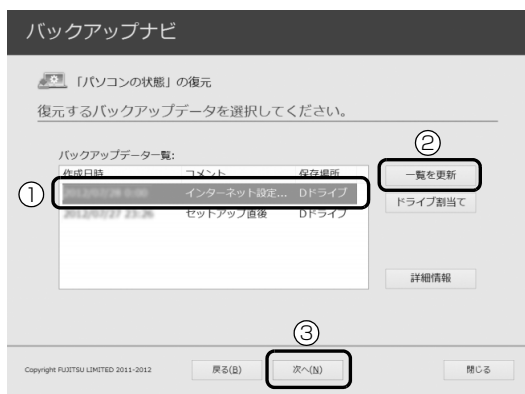 バックアップナビ
「パソコンの状態」の復元
復元するバックアップデータを選択してください。
②
バックアップデータ一覧:
作成日時 コメント 保存場所
一覧を更新
① インターネット設定... Dドライブ
ドライブ割当て
セットアップ直後 Dドライブ
詳細情報
③
Copyright FUJITSU LIMITED 2011-2012 戻る(B) 次へ(N) 閉じる